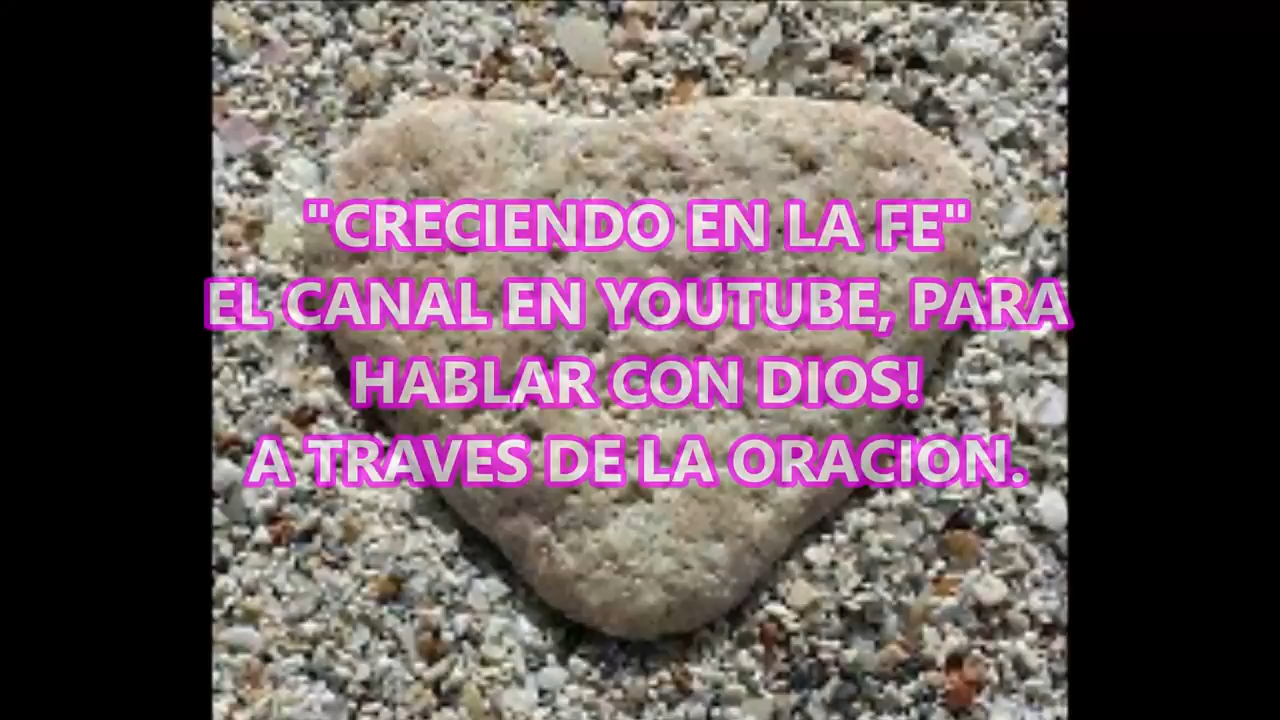 "CRECIENDO EN LA FE"
EL CANAL EN YOUTUBE, PARA
HABLAR CON DIOS!
A TRAVES DE LA ORACION.